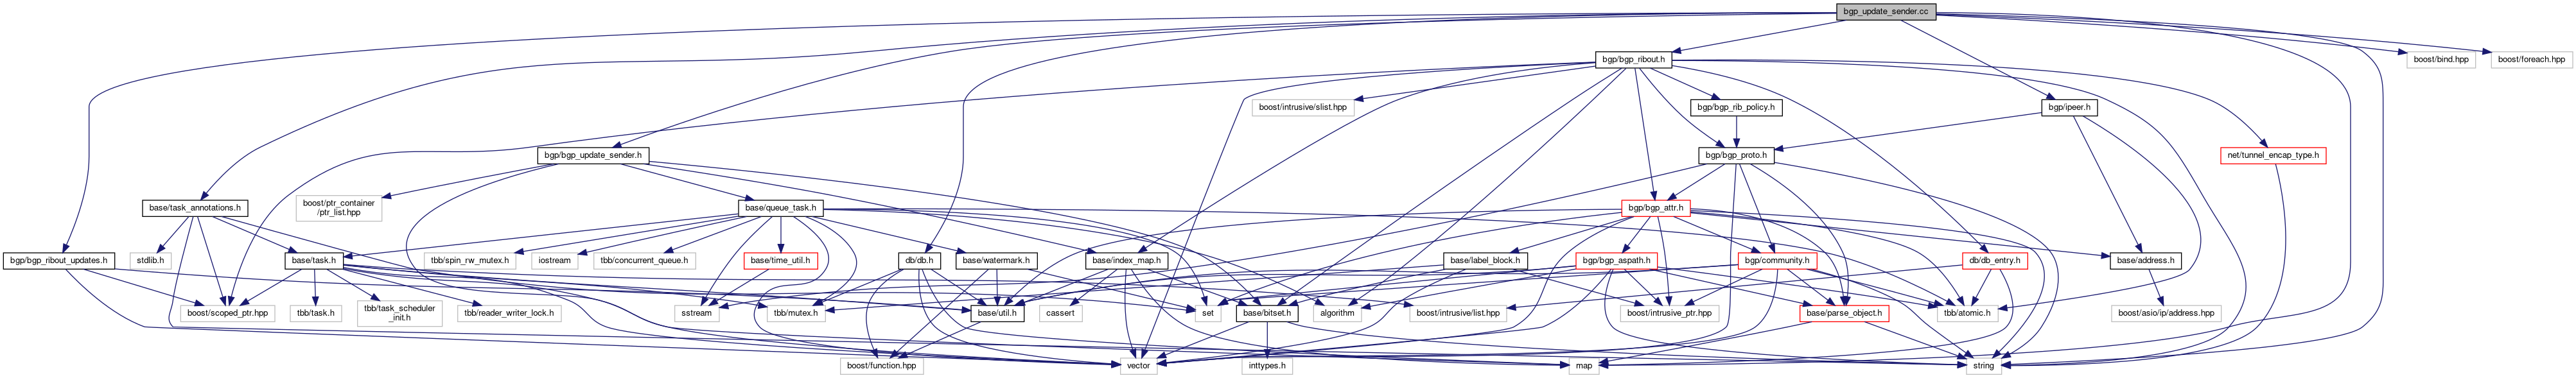 bgp_update_sender.cc
bgp/bgp_ribout.h
boost/bind.hpp
boost/foreach.hpp
boost/intrusive/slist.hpp
bgp/bgp_rib_policy.h
bgp/ipeer.h
bgp/bgp_update_sender.h
bgp/bgp_proto.h
net/tunnel_encap_type.h
base/task_annotations.h
boost/ptr_container
/ptr_list.hpp
base/queue_task.h
bgp/bgp_attr.h
bgp/bgp_ribout_updates.h
stdlib.h
base/task.h
tbb/spin_rw_mutex.h
iostream
tbb/concurrent_queue.h
base/time_util.h
db/db.h
base/watermark.h
base/index_map.h
base/label_block.h
bgp/bgp_aspath.h
bgp/community.h
db/db_entry.h
base/address.h
boost/scoped_ptr.hpp
tbb/task.h
tbb/task_scheduler
_init.h
tbb/reader_writer_lock.h
sstream
tbb/mutex.h
base/util.h
cassert
set
base/bitset.h
algorithm
boost/intrusive/list.hpp
boost/intrusive_ptr.hpp
base/parse_object.h
tbb/atomic.h
boost/asio/ip/address.hpp
boost/function.hpp
vector
inttypes.h
map
string